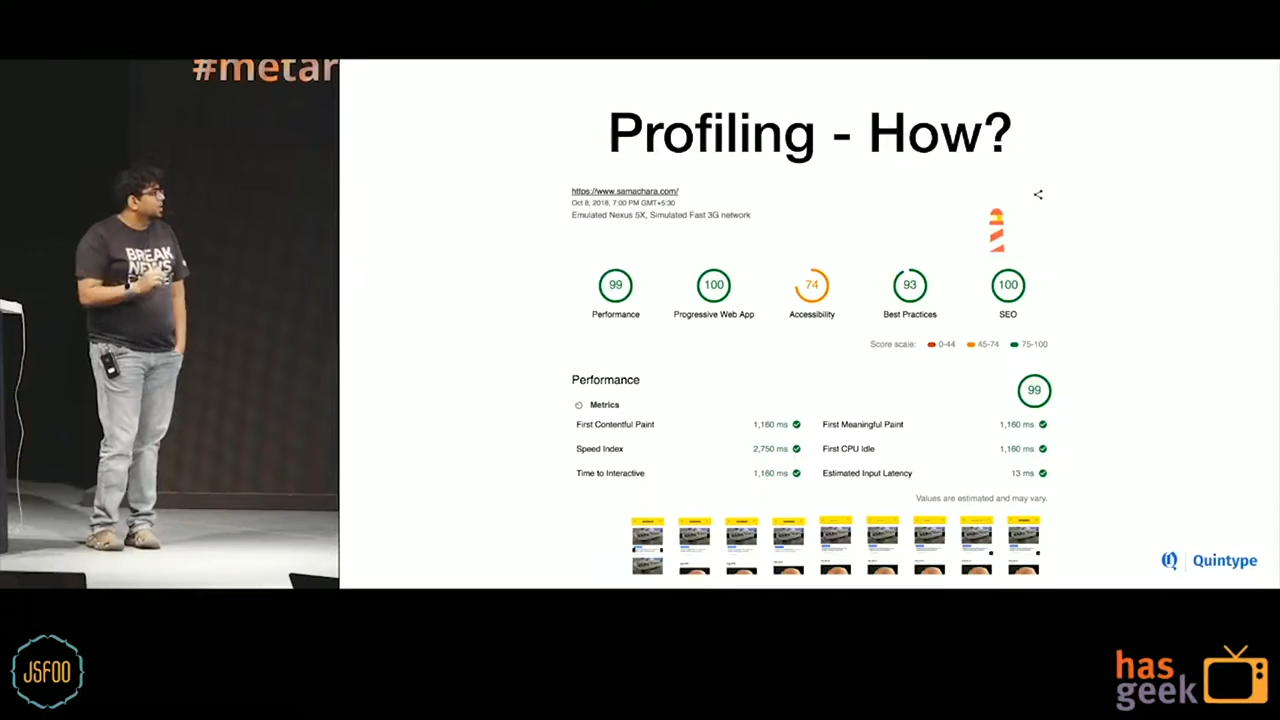 #metar
Profiling - How?
https://www.samachara.com/
Oct 8, 2018, 7:00 PM GMT+5:30
Emulated Nexus 5X, Simulated Fast 3G network
99 100 74 93 100
Performance Progressive Web App Accessibility Best Practices SEO
Score scale: 0-44 45-74 75-100
Performance 99
Metrics
First Contentful Paint 1,160 ms First Meaningful Paint 1,160 ms
Speed Index 2,750 ms First CPU Idle 1,160 ms
Time to Interactive 1,160 ms Estimated Input Latency 13 ms
Values are estimated and may vary.
BREAK
NEWS
Quintype
JSFOO
has
geek